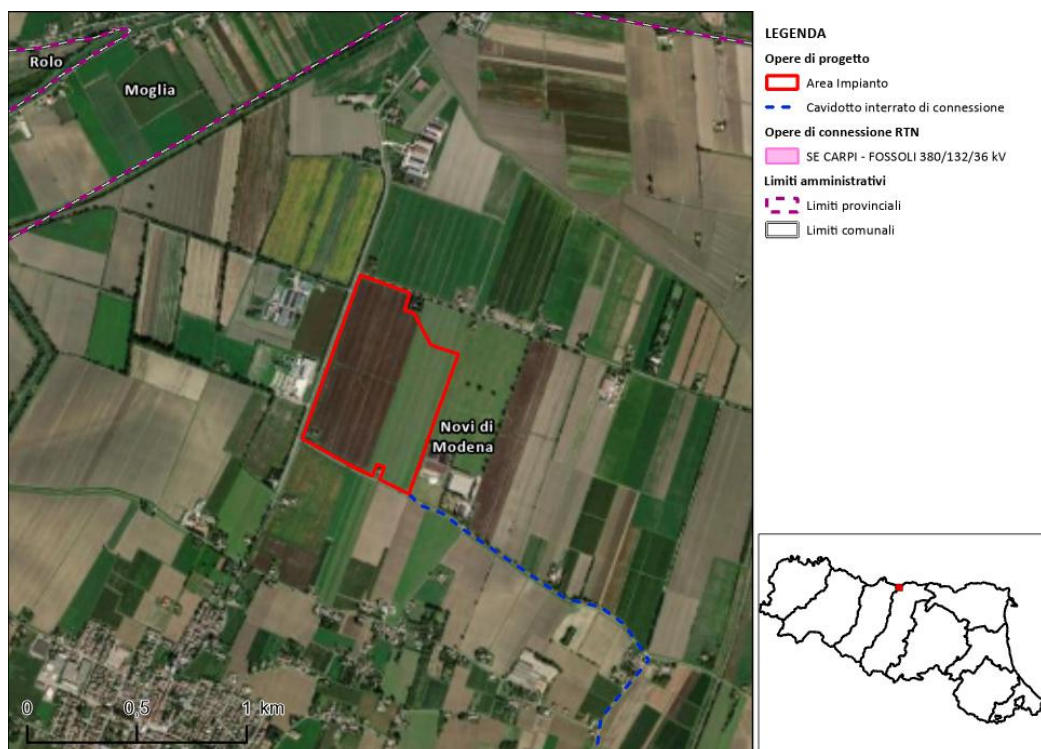 Rolo
Moglia
Novi di
Modena
0 0,5 1 km
LEGENDA
Opere di progetto
Area Impianto
Cavidotto interrato di connessione
Opere di connessione RTN
SE CARPI - FOSSOLI 380/132/36 kV
Limiti amministrativi
Limiti provinciali
Limiti comunali